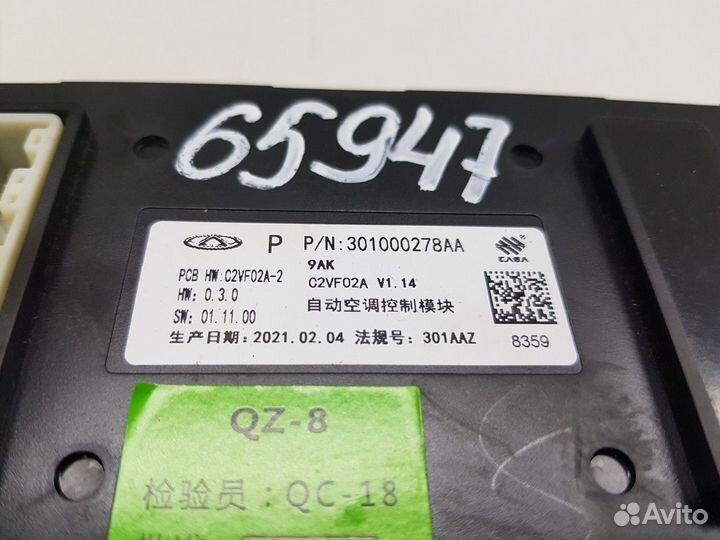 65947
P P/N:301000278AA
9AK
PCB HW:C2VF02A-2 C2VF02A V1.14
HW: 0.3.0
SW: 01.11.00
自动空调控制模块
生产日期:2021.02.04 法规号: 301AAZ
8359
QZ-8
检验员:QC-18
Avito